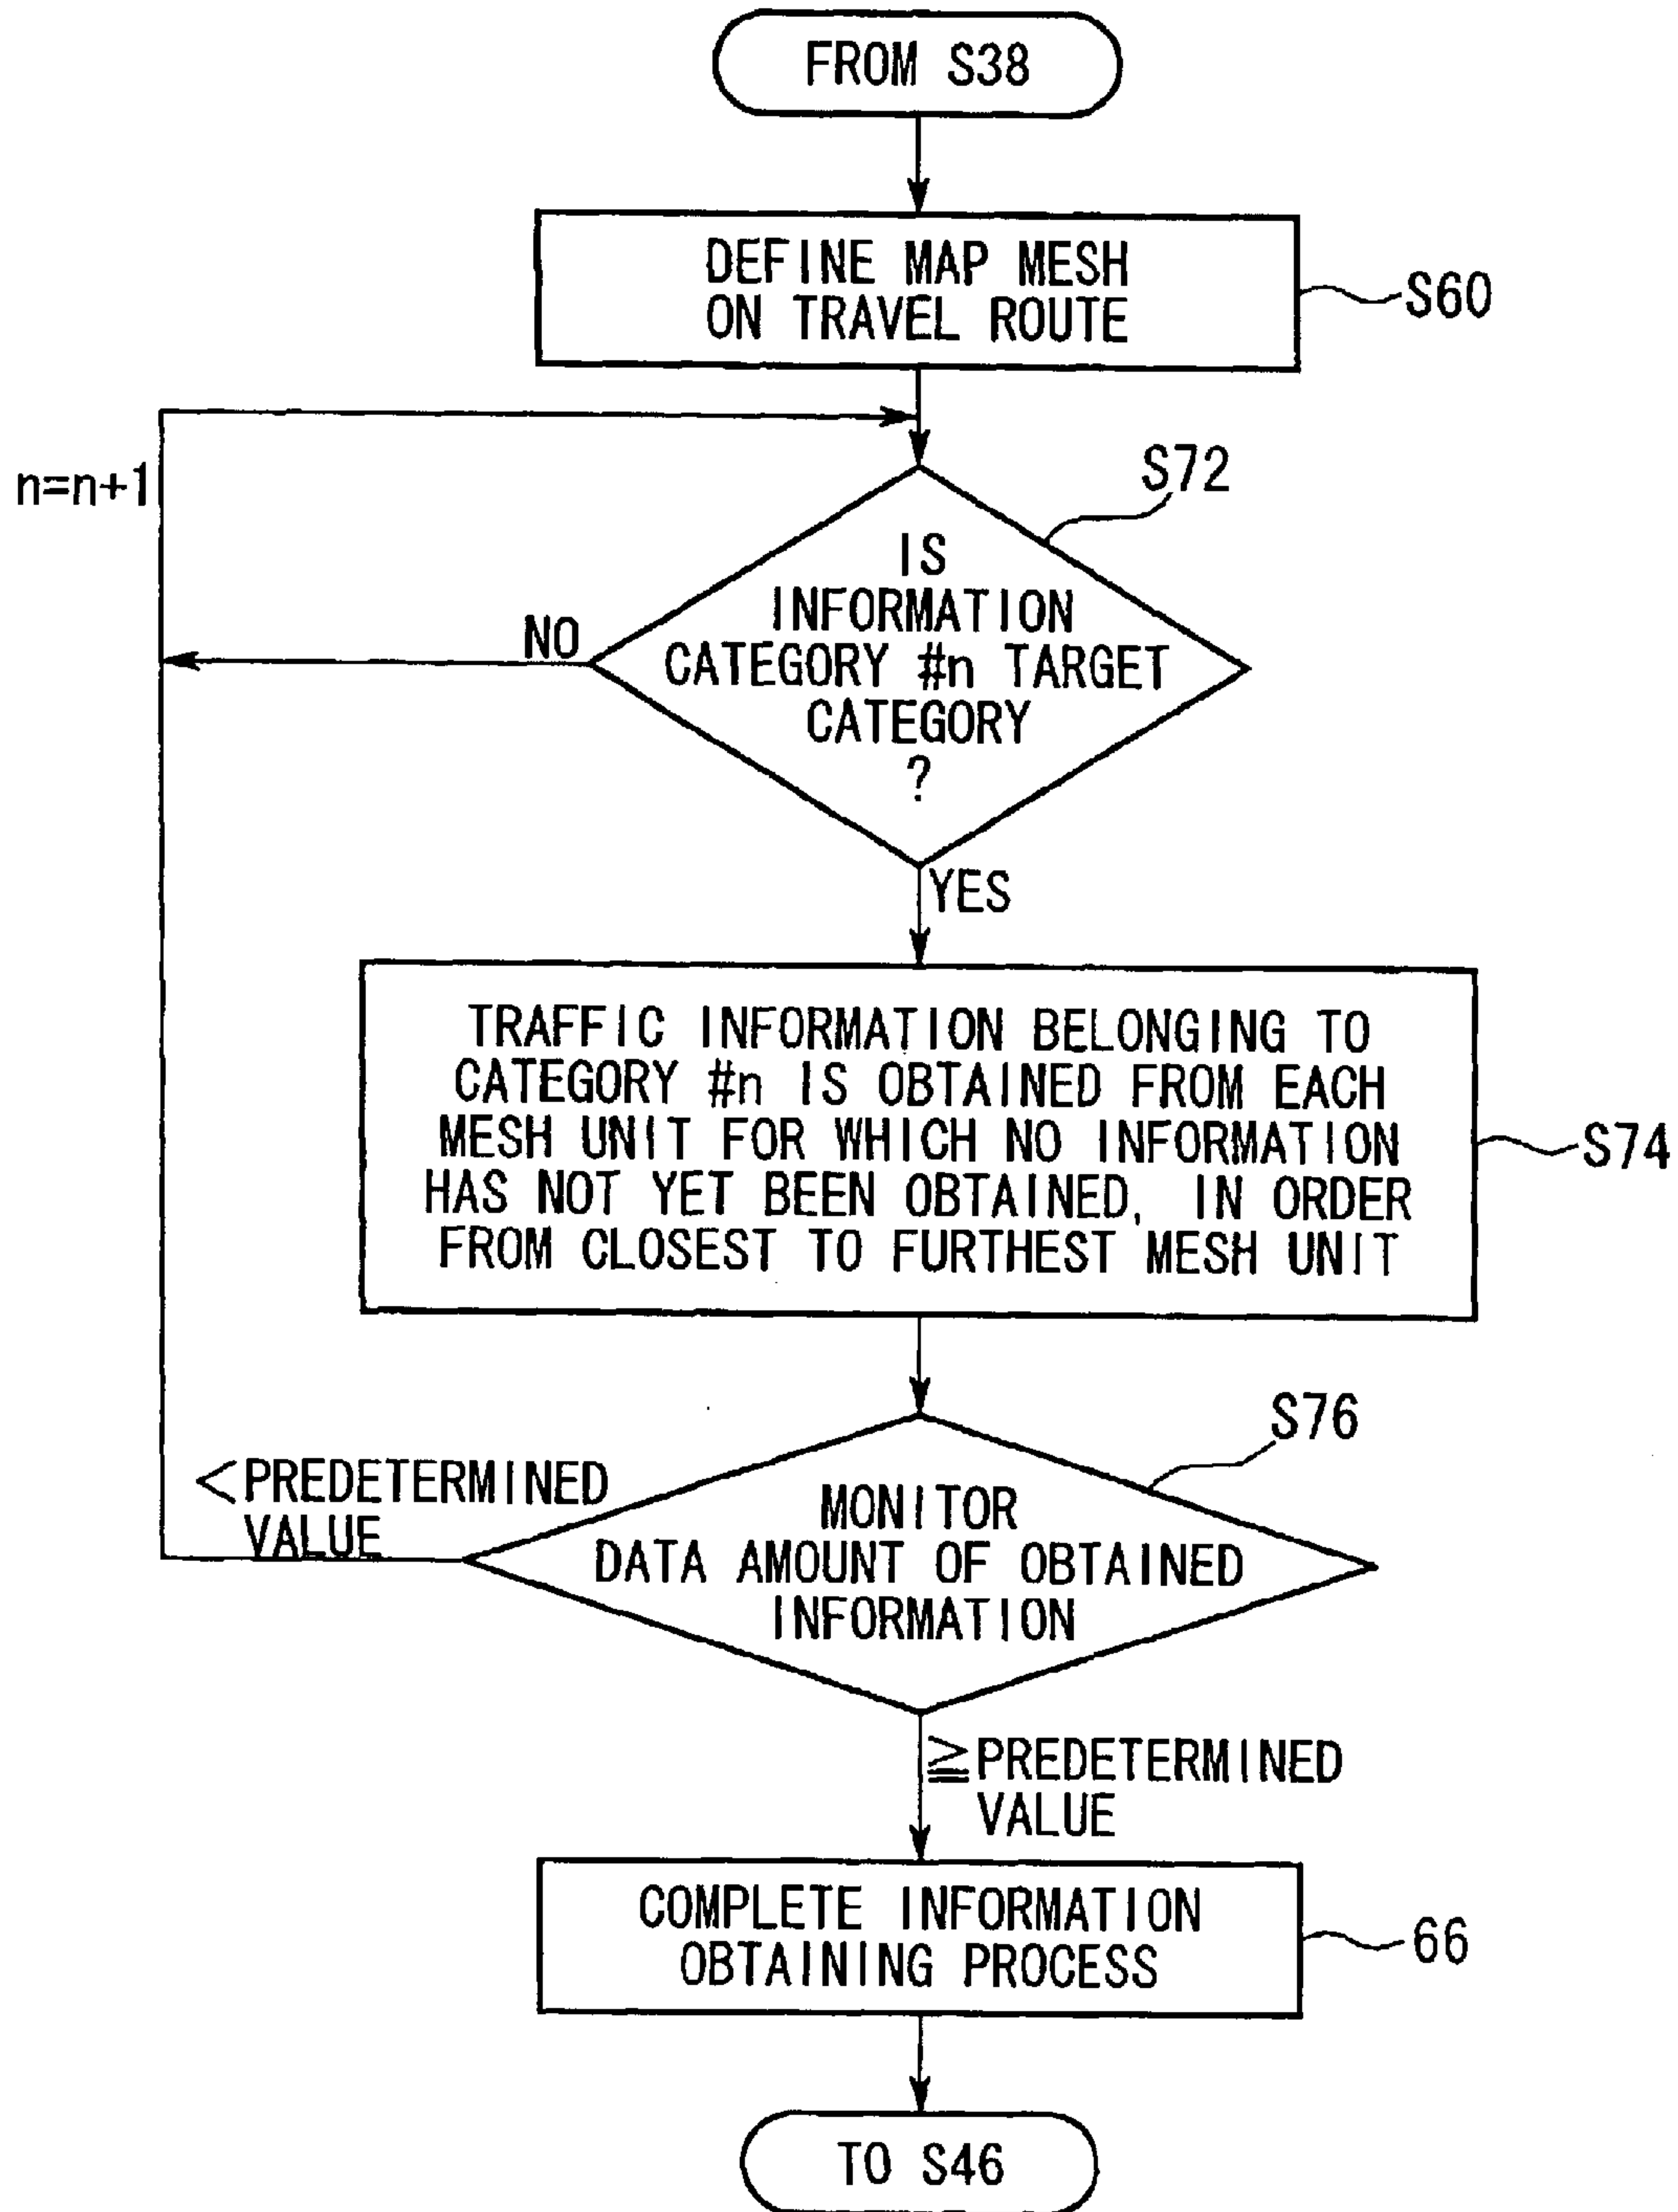 FROM S38
DEFINE MAP MESH
ON TRAVEL ROUTE
S60
n=n+1
S72
IS
INFORMATION
CATEGORY #n TARGET
CATEGORY
?
NO
YES
TRAFFIC INFORMATION BELONGING TO
CATEGORY #n IS OBTAINED FROM EACH
MESH UNIT FOR WHICH NO INFORMATION
HAS NOT YET BEEN OBTAINED, IN ORDER
FROM CLOSEST TO FURTHEST MESH UNIT
S74
S76
<PREDETERMINED
VALUE
MONITOR
DATA AMOUNT OF OBTAINED
INFORMATION
≧PREDETERMINED
VALUE
COMPLETE INFORMATION
OBTAINING PROCESS
66
TO S46